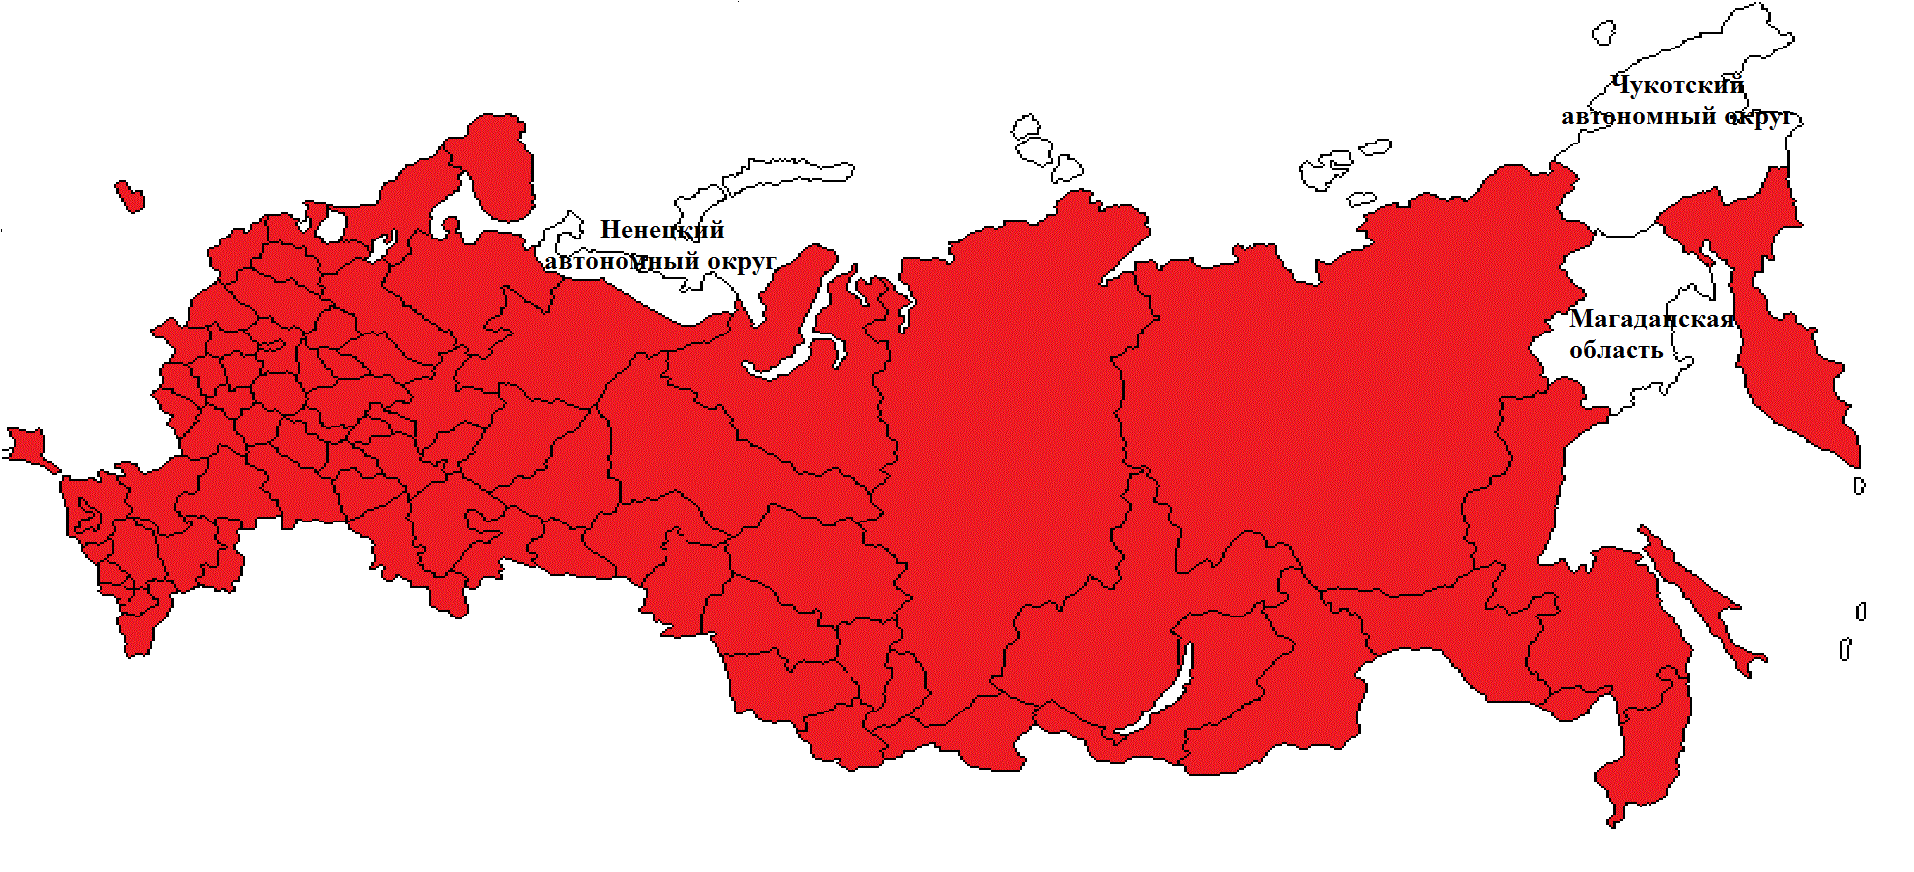 Чукотский
автономный округ
Ненецкий
автономный округ
Магаданская
область